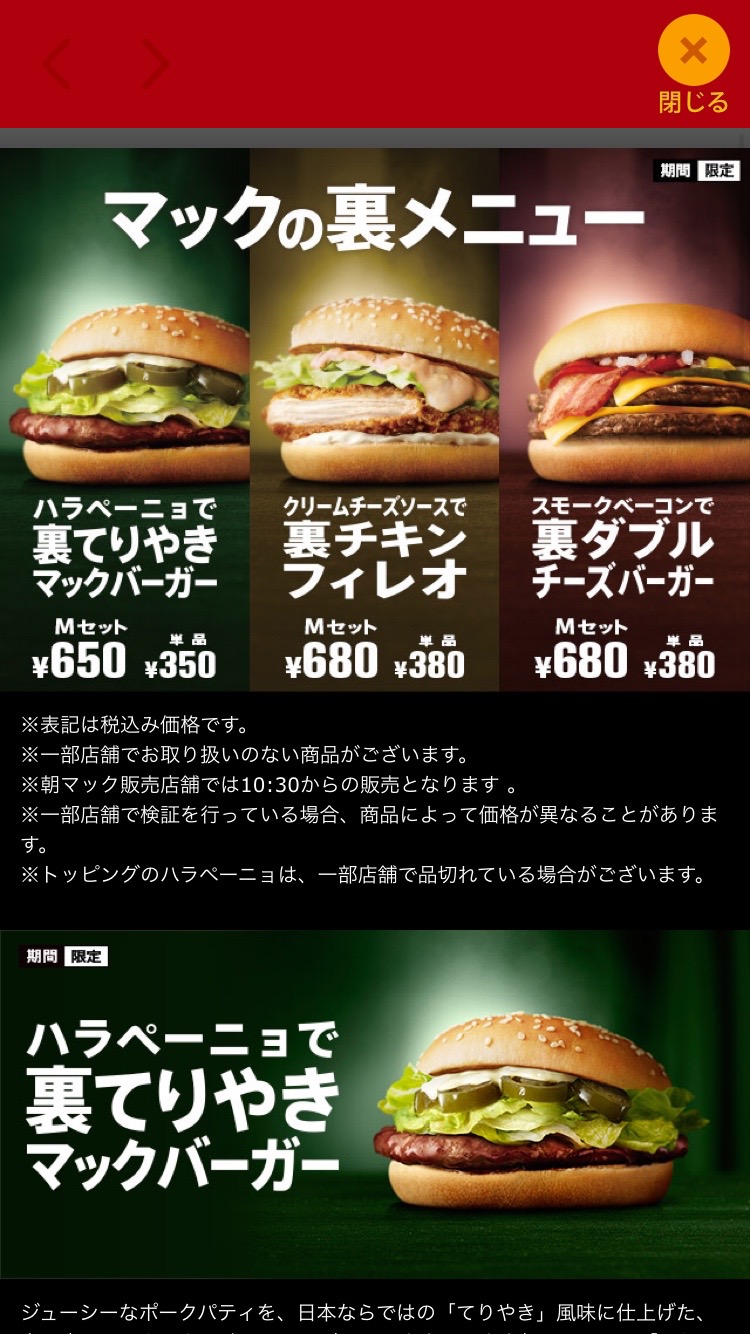 閉じる
期間 限定
マックの裏メニュー
ハラペーニョで
裏てりやき
マックバーガー
Mセット 単品
¥650 ¥350
クリームチーズソースで
裏チキン
フィレオ
Mセット 単品
¥680 ¥380
スモークベーコンで
裏ダブル
チーズバーガー
Mセット 単品
¥680 ¥380
※表記は税込み価格です。
※一部店舗でお取り扱いのない商品がございます。
※朝マック販売店舗では10:30からの販売となります 。
※一部店舗で検証を行っている場合、商品によって価格が異なることがありま
す。
※トッピングのハラペーニョは、一部店舗で品切れている場合がございます。
期間 限定
ハラペーニョで
裏てりやき
マックバーガー
ジューシーなポークパティを、日本ならではの「てりやき」風味に仕上げた、